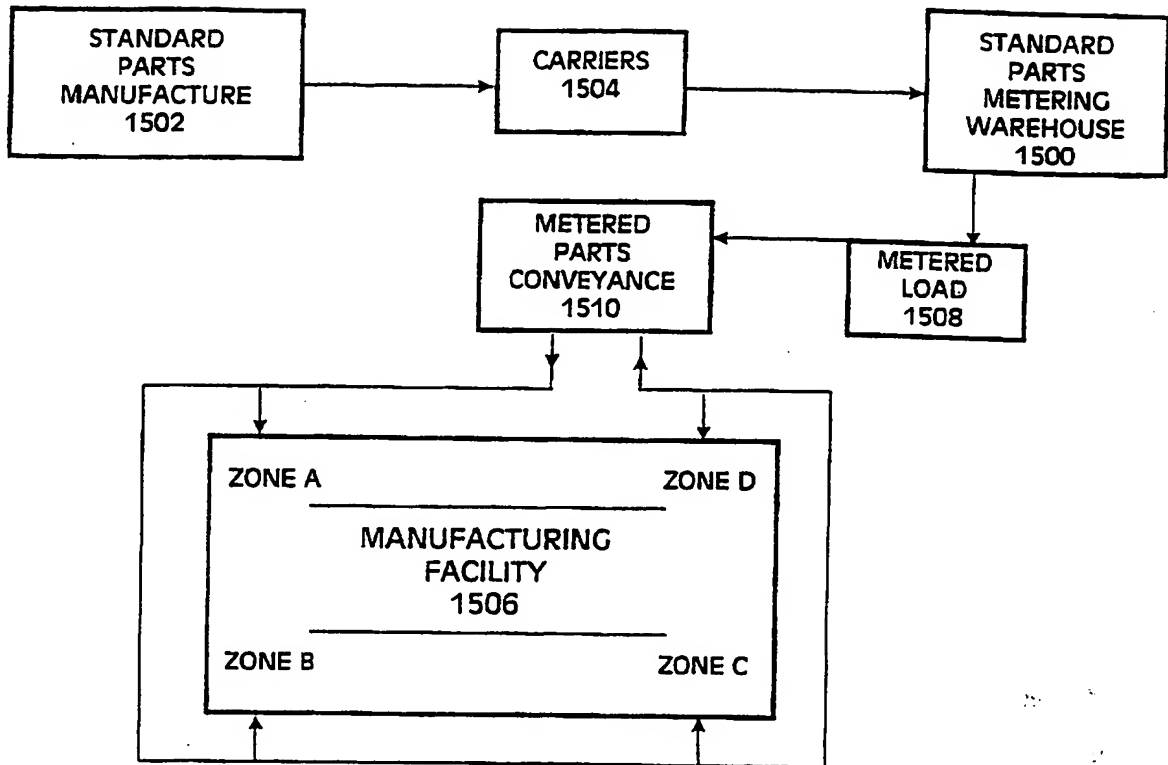 STANDARD
PARTS
MANUFACTURE
1502
CARRIERS
1504
STANDARD
PARTS
METERING
WAREHOUSE
1500
METERED
PARTS
CONVEYANCE
1510
METERED
LOAD
1508
ZONE A
ZONE D
MANUFACTURING
FACILITY
1506
ZONE B
ZONE C